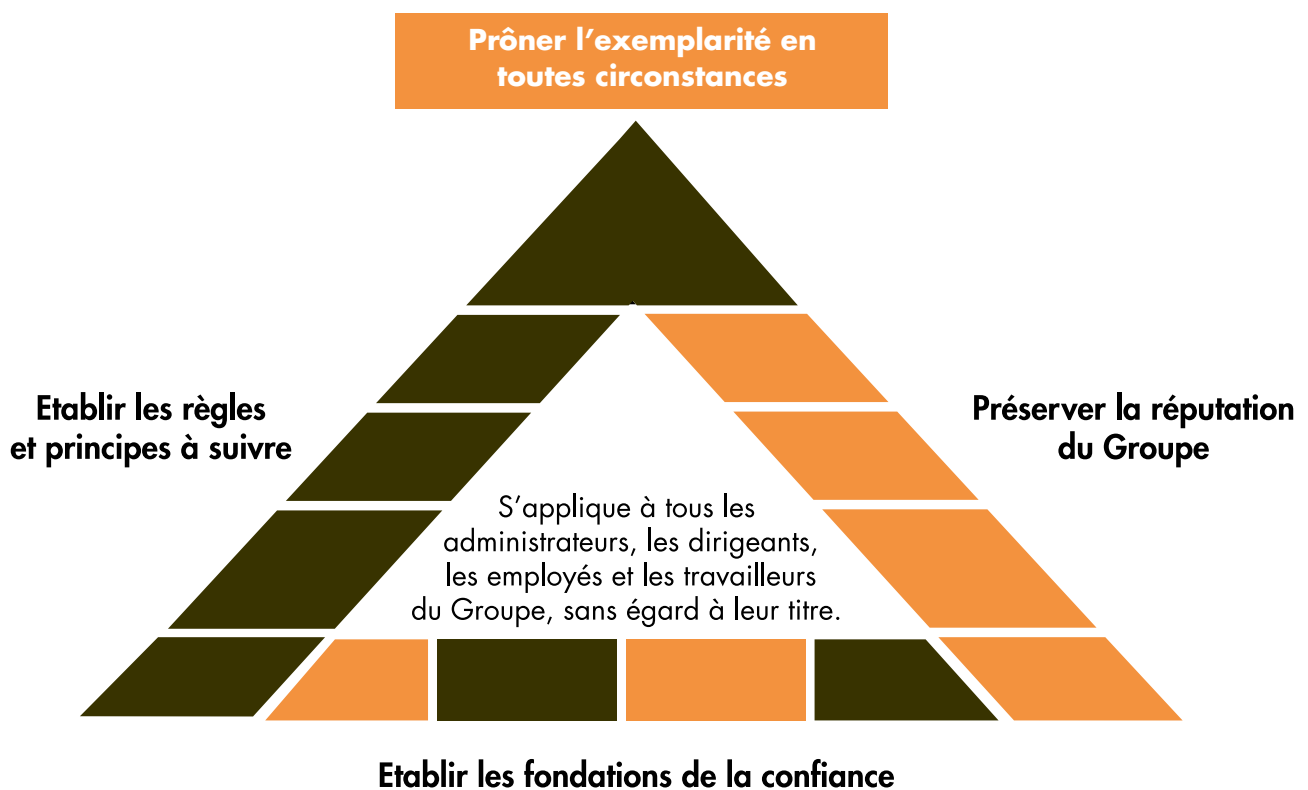 Prôner l’exemplarité en
toutes circonstances
Etablir les règles
et principes à suivre
Préserver la réputation
du Groupe
S’applique à tous les
administrateurs, les dirigeants,
les employés et les travailleurs
du Groupe, sans égard à leur titre.
Etablir les fondations de la confiance